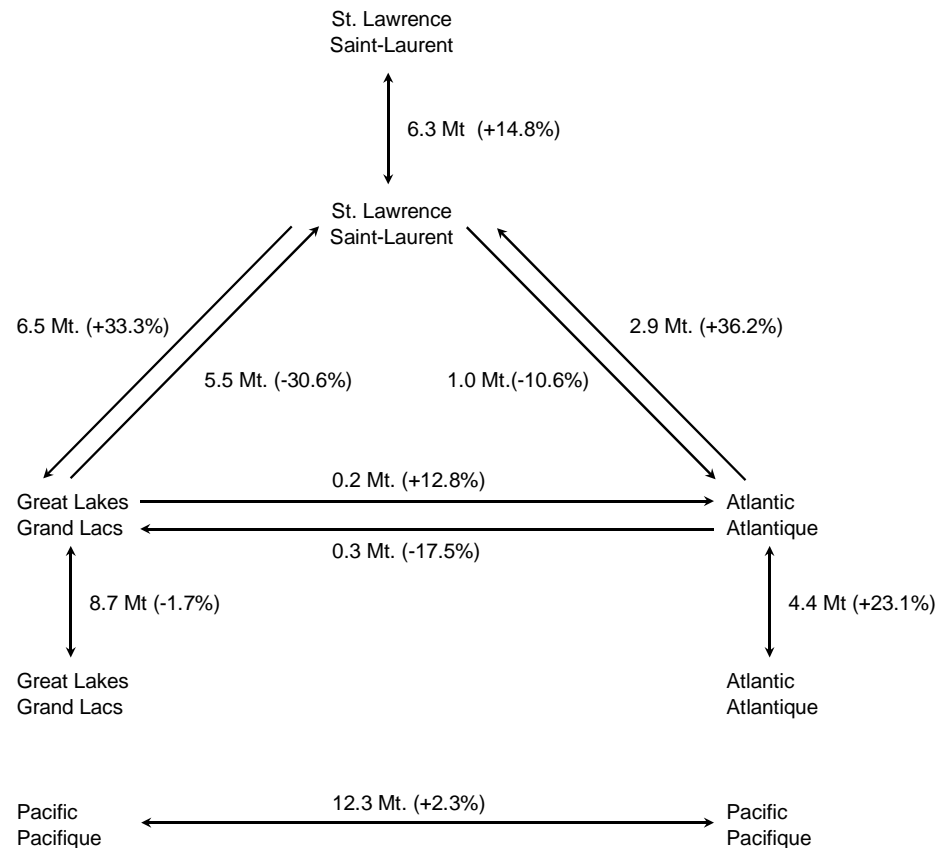 St. Lawrence
Saint-Laurent
6.3 Mt  (+14.8%)
St. Lawrence
Saint-Laurent
6.5 Mt. (+33.3%)
2.9 Mt. (+36.2%)
5.5 Mt. (-30.6%)
1.0 Mt.(-10.6%)
0.2 Mt. (+12.8%)
Great Lakes
Grand Lacs
Atlantic
Atlantique
0.3 Mt. (-17.5%)
8.7 Mt (-1.7%)
4.4 Mt (+23.1%)
Great Lakes
Grand Lacs
Atlantic
Atlantique
12.3 Mt. (+2.3%)
Pacific
Pacifique
Pacific
Pacifique